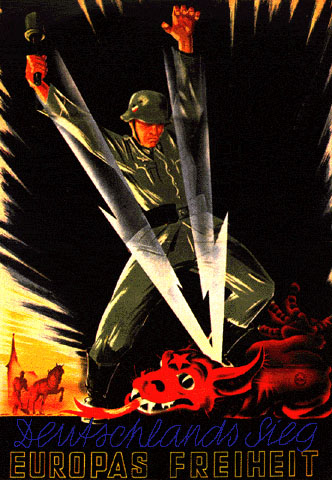 Deutschlands Sieg
EUROPAS FREIHEIT